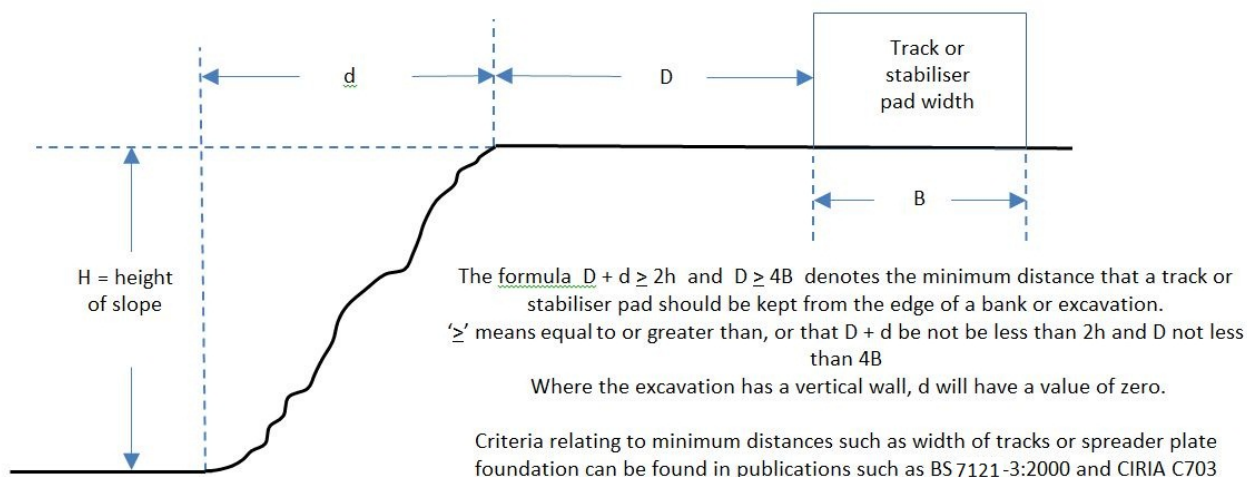 Track or
stabiliser
pad width
d
D
B
H = height
of slope
The formula D + d ≥ 2h and D ≥ 4B denotes the minimum distance that a track or
stabiliser pad should be kept from the edge of a bank or excavation.
‘≥’ means equal to or greater than, or that D + d be not be less than 2h and D not less
than 4B
Where the excavation has a vertical wall, d will have a value of zero.
Criteria relating to minimum distances such as width of tracks or spreader plate
foundation can be found in publications such as BS 7121-3:2000 and CIRIA C703